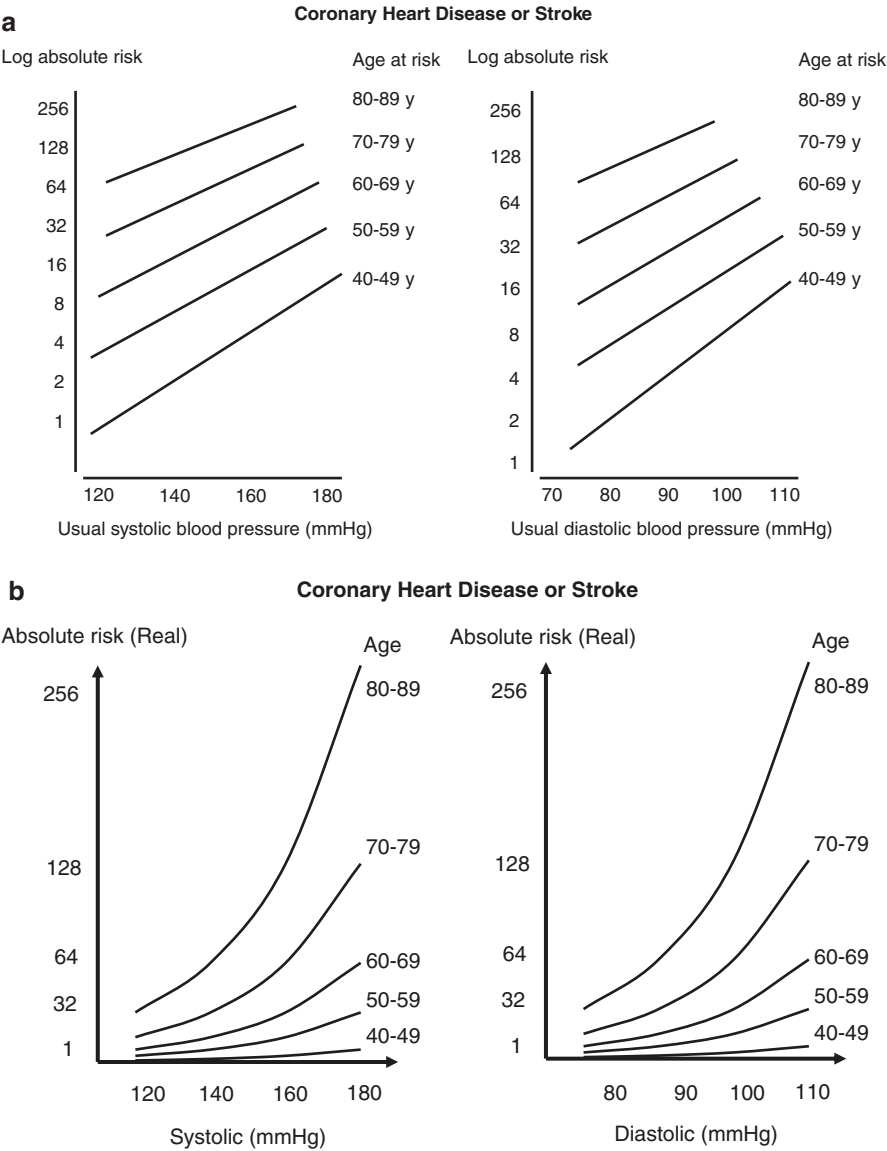 a
Coronary Heart Disease or Stroke
Log absolute risk
Age at risk
256
128
64
32
16
8
4
2
1
80-89 y
70-79 y
60-69 y
50-59 y
40-49 y
120 140 160 180
Usual systolic blood pressure (mmHg)
Log absolute risk
Age at risk
256
128
64
32
16
8
4
2
1
80-89 y
70-79 y
60-69 y
50-59 y
40-49 y
70 80 90 100 110
Usual diastolic blood pressure (mmHg)
b
Coronary Heart Disease or Stroke
Absolute risk (Real)
Age
256
128
64
32
1
80-89
70-79
60-69
50-59
40-49
120 140 160 180
Systolic (mmHg)
Absolute risk (Real)
Age
256
128
64
32
1
80-89
70-79
60-69
50-59
40-49
80 90 100 110
Diastolic (mmHg)